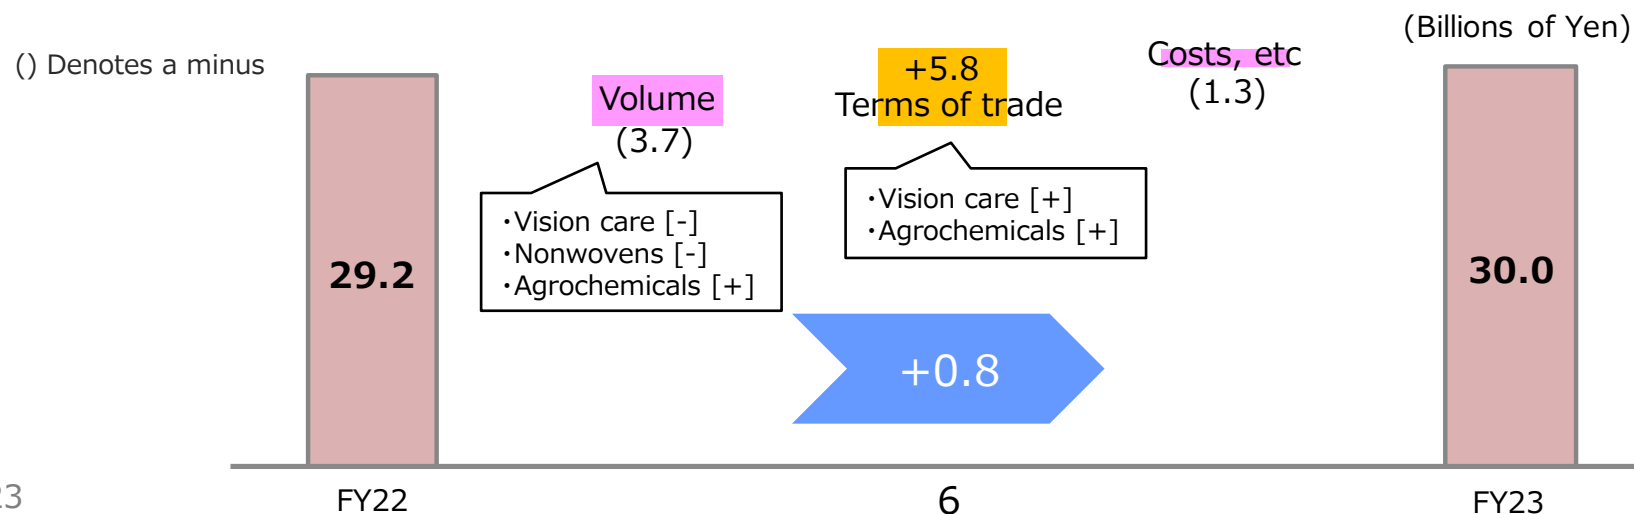 (Billions of Yen)
() Denotes a minus
Volume
(3.7)
+5.8
Terms of trade
Costs, etc
(1.3)
・Vision care [-]
・Nonwovens [-]
・Agrochemicals [+]
・Vision care [+]
・Agrochemicals [+]
29.2
+0.8
30.0
FY22
6
FY23